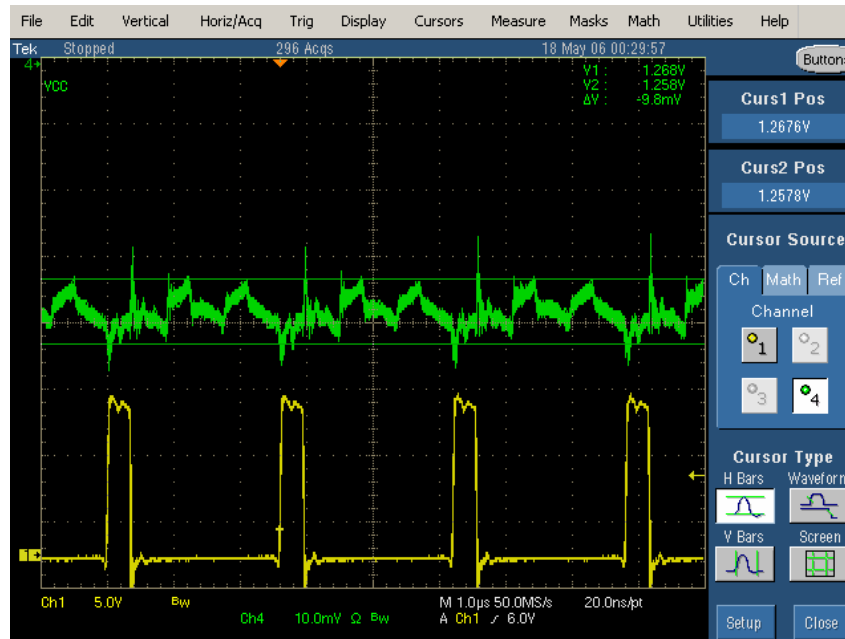 File Edit Vertical Horiz/Acq Trig Display Cursors Measure Masks Math Utilities Help
Tek Stopped 296 Acqs 18 May 06 00:29:57
Buttons
4
VCC
V1 : 1.268V
V2 : 1.258V
ΔV : -9.8mV
Curs1 Pos
1.2676V
Curs2 Pos
1.2578V
Cursor Source
Ch Math Ref
Channel
1 2
3 4
Cursor Type
H Bars Waveform
V Bars Screen
1
Ch1 5.0V Bw M 1.0µs 50.0MS/s 20.0ns/pt
Ch4 10.0mV Ω Bw A Ch1 ∕ 6.0V
Setup Close